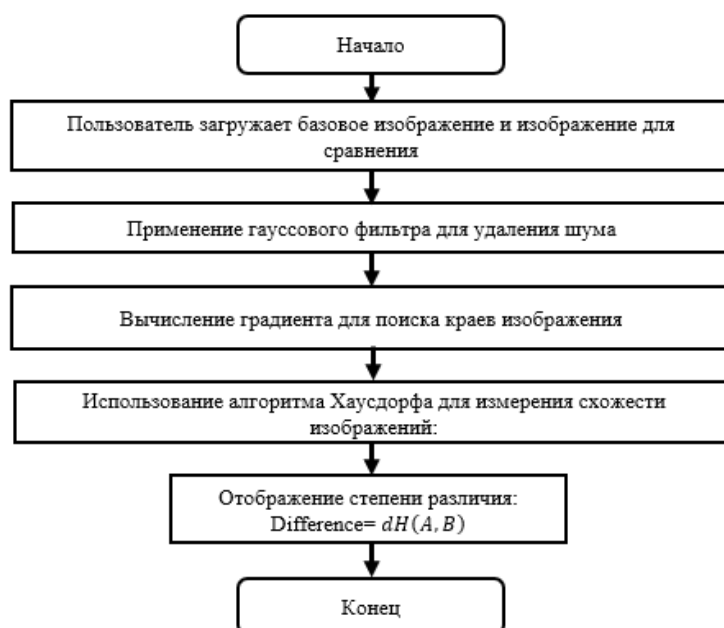 Начало
Пользователь загружает базовое изображение и изображение для
сравнения
Применение гауссового фильтра для удаления шума
Вычисление градиента для поиска краев изображения
Использование алгоритма Хаусдорфа для измерения схожести
изображений:
Отображение степени различия:
Difference= dH(A,B)
Конец